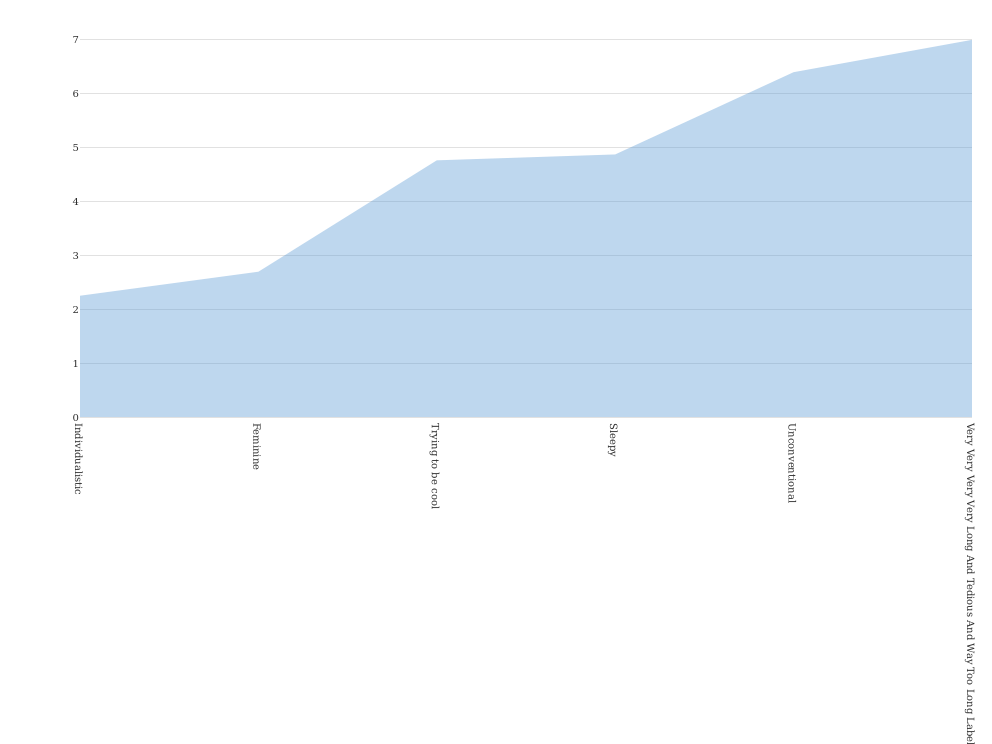 7
6
5
4
3
2
1
0
Individualistic
Feminine
Trying to be cool
Sleepy
Unconventional
Very Very Very Very Long And Tedious And Way Too Long Label